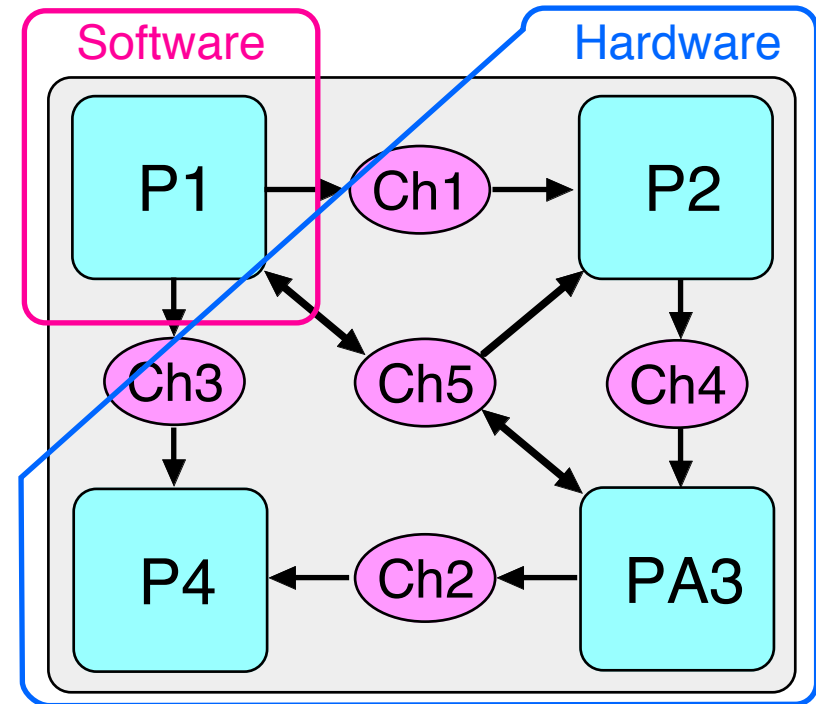 Software
Hardware
P1
Ch1
P2
Ch3
Ch5
Ch4
P4
Ch2
PA3